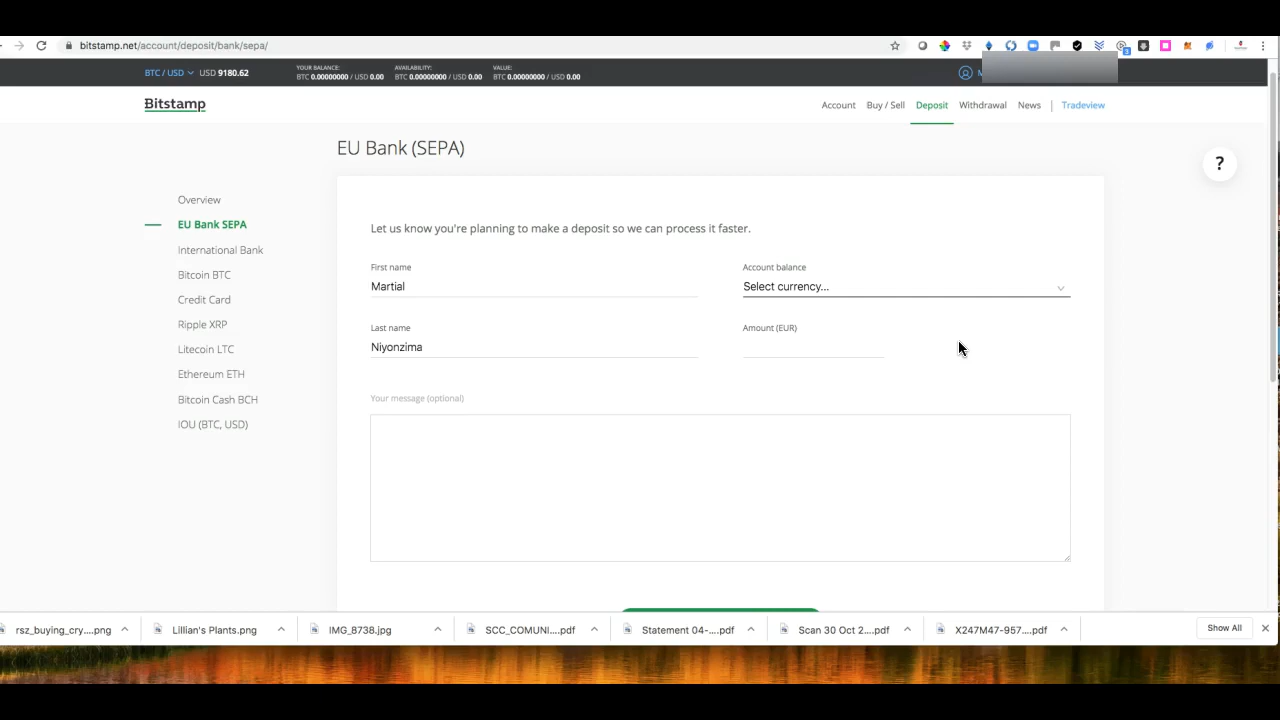 bitstamp.net/account/deposit/bank/sepa/
BTC / USD USD 9180.62
YOUR BALANCE:
BTC 0.00000000 / USD 0.00
AVAILABILITY:
BTC 0.00000000 / USD 0.00
VALUE:
BTC 0.00000000 / USD 0.00
Bitstamp
Account Buy / Sell Deposit Withdrawal News | Tradeview
EU Bank (SEPA)
?
Overview
EU Bank SEPA
International Bank
Bitcoin BTC
Credit Card
Ripple XRP
Litecoin LTC
Ethereum ETH
Bitcoin Cash BCH
IOU (BTC, USD)
Let us know you're planning to make a deposit so we can process it faster.
First name
Martial
Account balance
Select currency...
Last name
Niyonzima
Amount (EUR)
Your message (optional)
rsz_buying_cry....png Lillian's Plants.png IMG_8738.jpg SCC_COMUNI....pdf Statement 04-....pdf Scan 30 Oct 2....pdf X247M47-957....pdf Show All